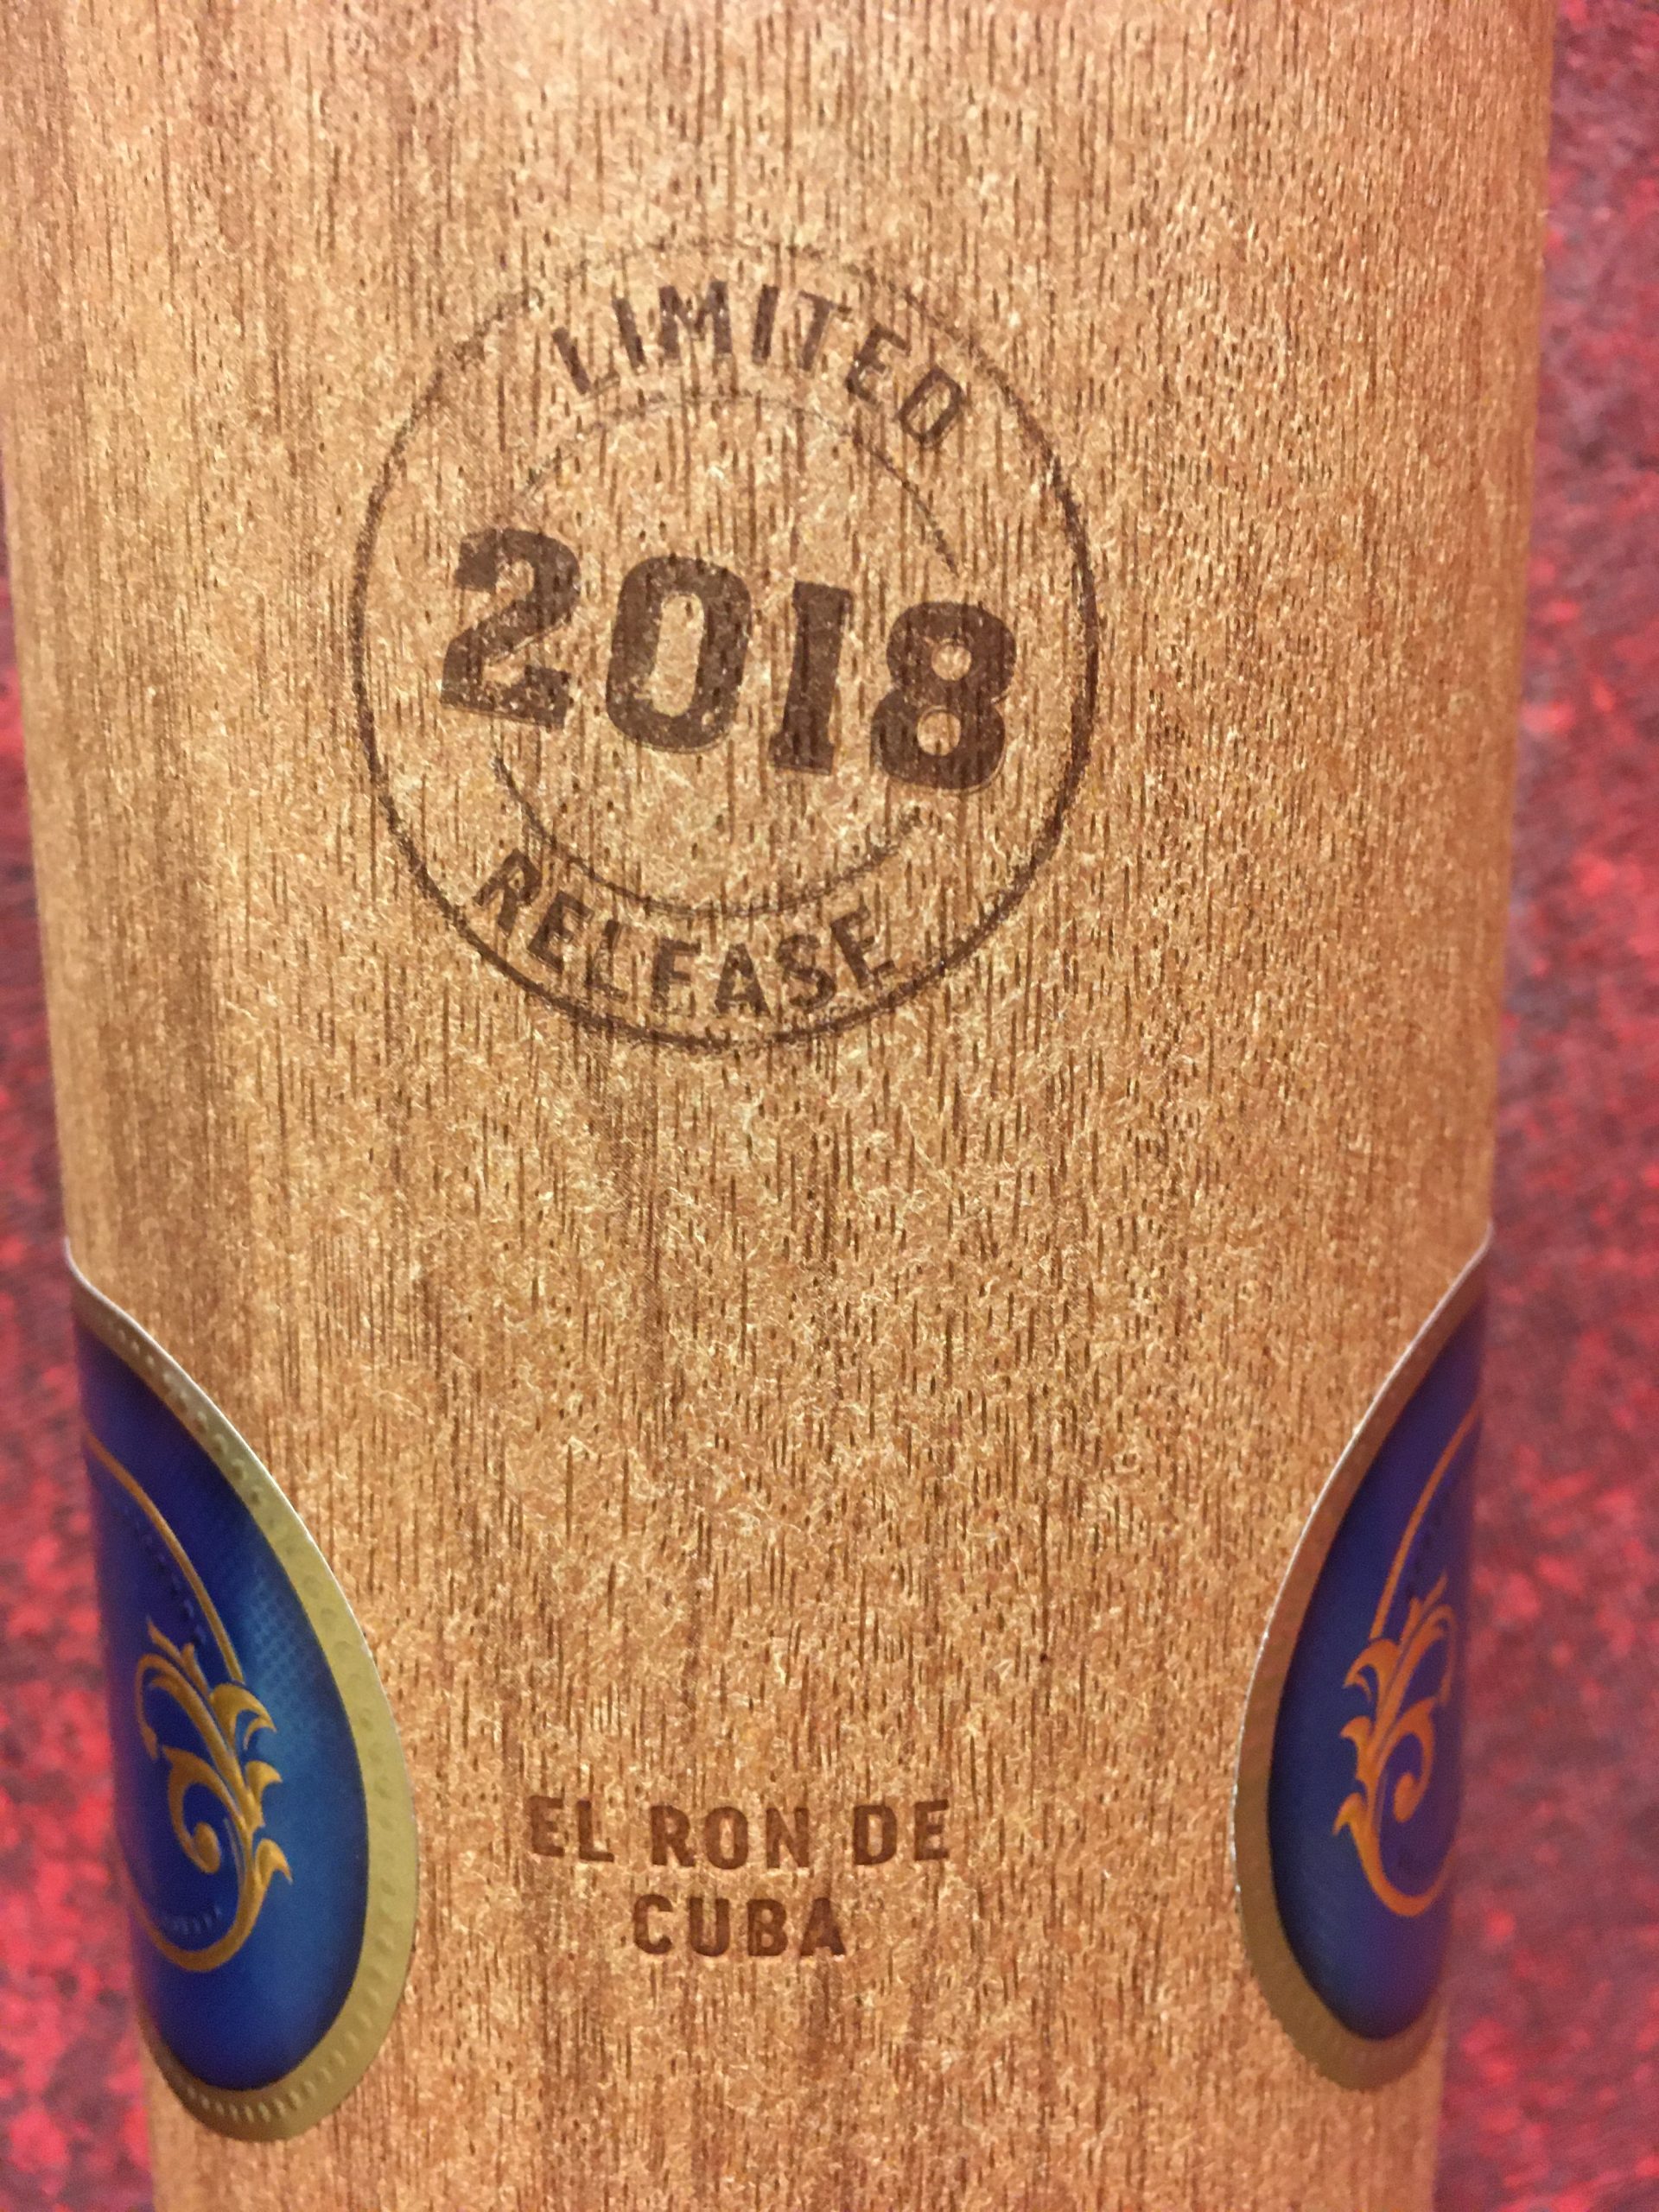 LIMITED
2018
RELEASE
EL RON DE
CUBA